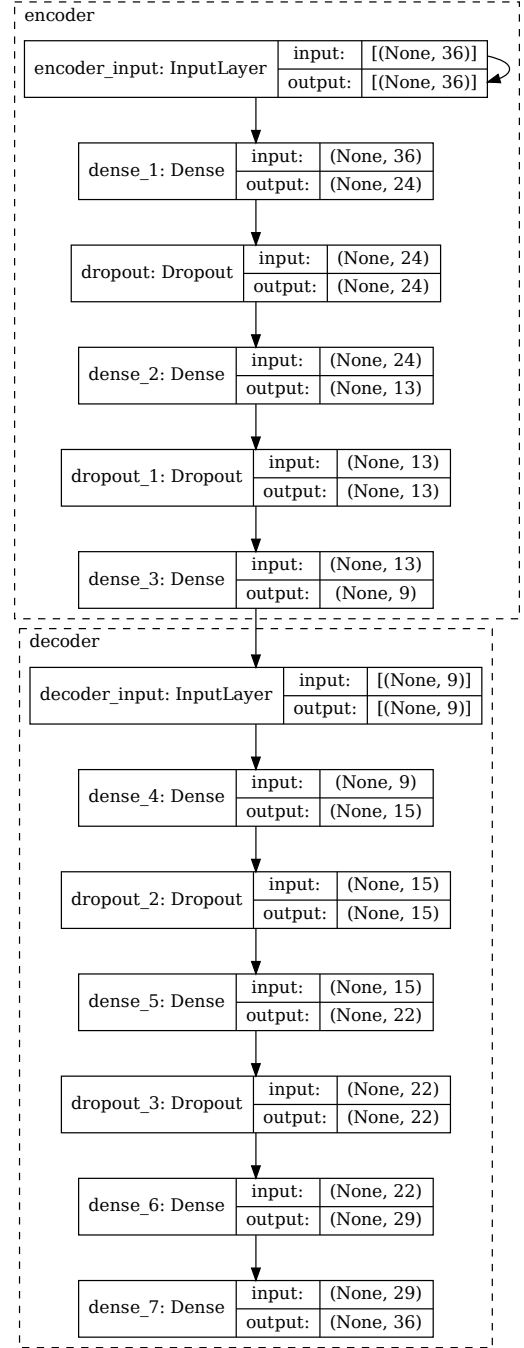 encoder
encoder_input: InputLayer
input: [(None, 36)]
output: [(None, 36)]
dense_1: Dense
input: (None, 36)
output: (None, 24)
dropout: Dropout
input: (None, 24)
output: (None, 24)
dense_2: Dense
input: (None, 24)
output: (None, 13)
dropout_1: Dropout
input: (None, 13)
output: (None, 13)
dense_3: Dense
input: (None, 13)
output: (None, 9)
decoder
decoder_input: InputLayer
input: [(None, 9)]
output: [(None, 9)]
dense_4: Dense
input: (None, 9)
output: (None, 15)
dropout_2: Dropout
input: (None, 15)
output: (None, 15)
dense_5: Dense
input: (None, 15)
output: (None, 22)
dropout_3: Dropout
input: (None, 22)
output: (None, 22)
dense_6: Dense
input: (None, 22)
output: (None, 29)
dense_7: Dense
input: (None, 29)
output: (None, 36)